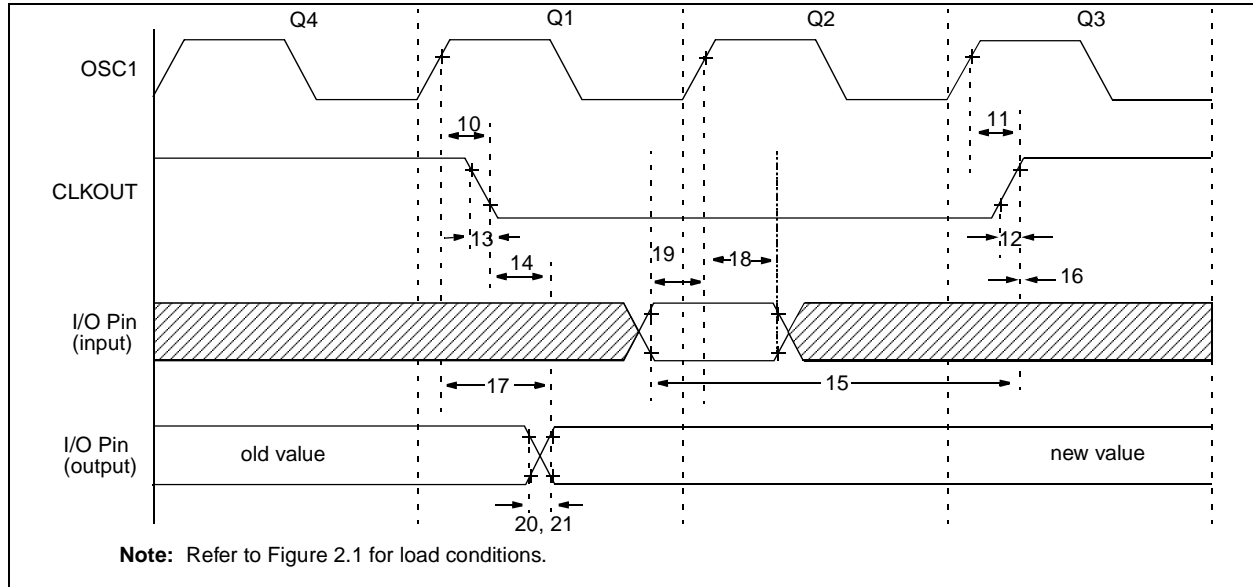 Q4 Q1 Q2 Q3
OSC1
10 11
CLKOUT
13 12
14 19 18 16
I/O Pin
(input)
17 15
I/O Pin
(output)
old value new value
20, 21
Note: Refer to Figure 2.1 for load conditions.